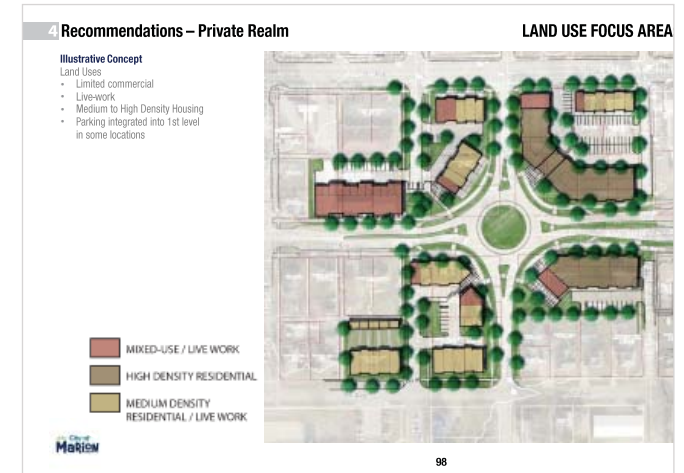 4 Recommendations – Private Realm
LAND USE FOCUS AREA
Illustrative Concept
Land Uses
• Limited commercial
• Live-work
• Medium to High Density Housing
• Parking integrated into 1st level
in some locations
MIXED-USE / LIVE WORK
HIGH DENSITY RESIDENTIAL
MEDIUM DENSITY
RESIDENTIAL / LIVE WORK
City of
MARION
98